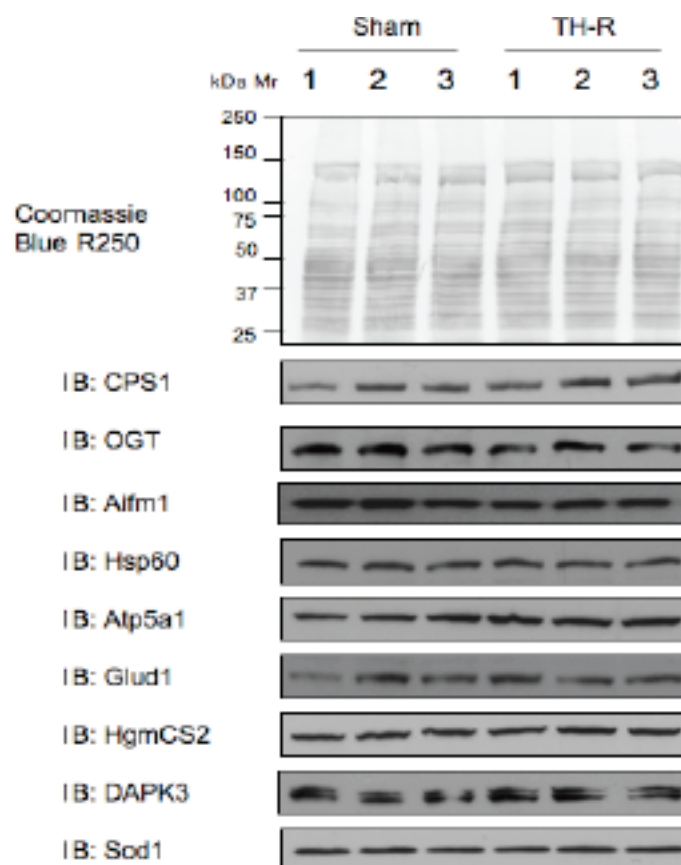 Sham TH-R
kDa Mr 1 2 3 1 2 3
250
150
100
75
50
37
25
Coomassie
Blue R250
IB: CPS1
IB: OGT
IB: Aifm1
IB: Hsp60
IB: Atp5a1
IB: Glud1
IB: HgmCS2
IB: DAPK3
IB: Sod1